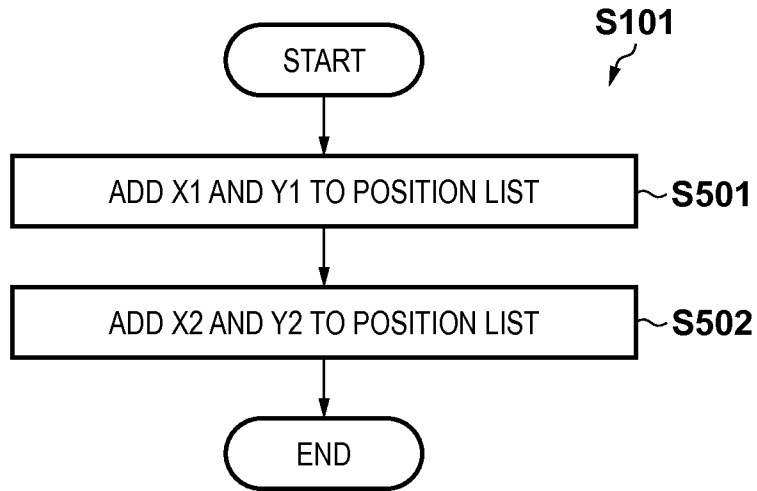 S101
START
ADD X1 AND Y1 TO POSITION LIST
S501
ADD X2 AND Y2 TO POSITION LIST
S502
END